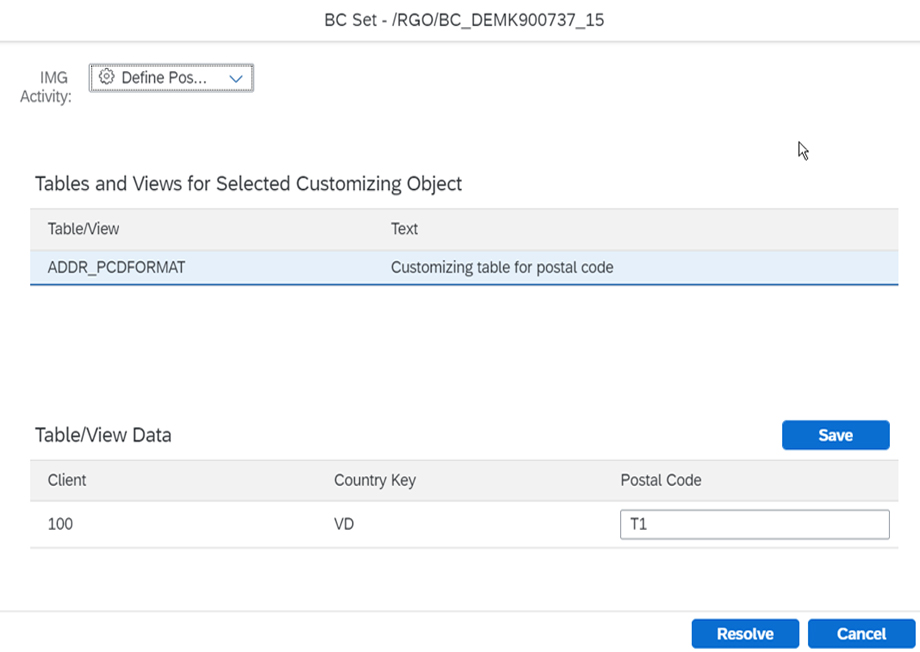 BC Set - /RGO/BC_DEMK900737_15
IMG Activity:
Define Pos...
Tables and Views for Selected Customizing Object
Table/View Text
ADDR_PCDFORMAT Customizing table for postal code
Table/View Data
Save
Client Country Key Postal Code
100 VD T1
Resolve Cancel